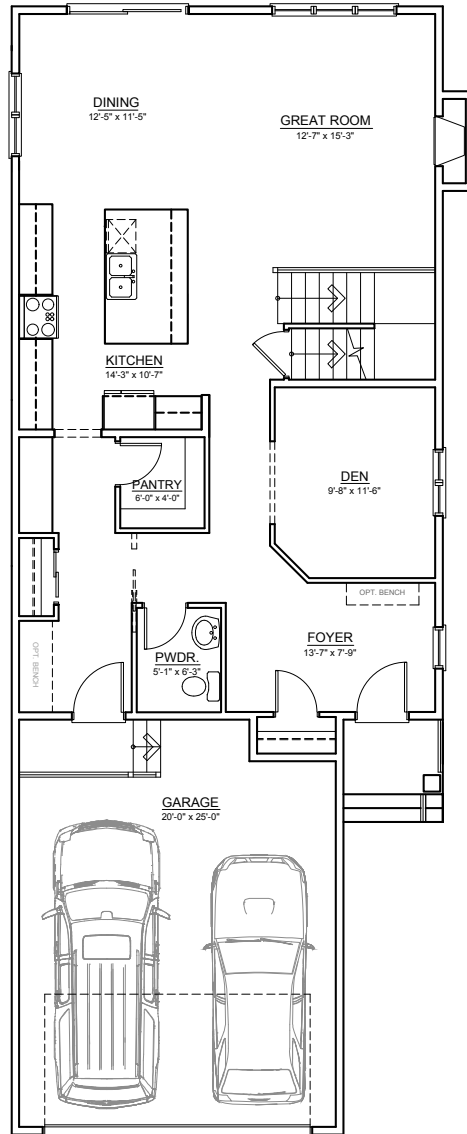 DINING
12'-5" x 11'-5"
GREAT ROOM
12'-7" x 15'-3"
KITCHEN
14'-3" x 10'-7"
PANTRY
6'-0" x 4'-0"
DEN
9'-8" x 11'-6"
OPT. BENCH
FOYER
13'-7" x 7'-9"
OPT. BENCH
PWDR.
5'-1" x 6'-3"
GARAGE
20'-0" x 25'-0"